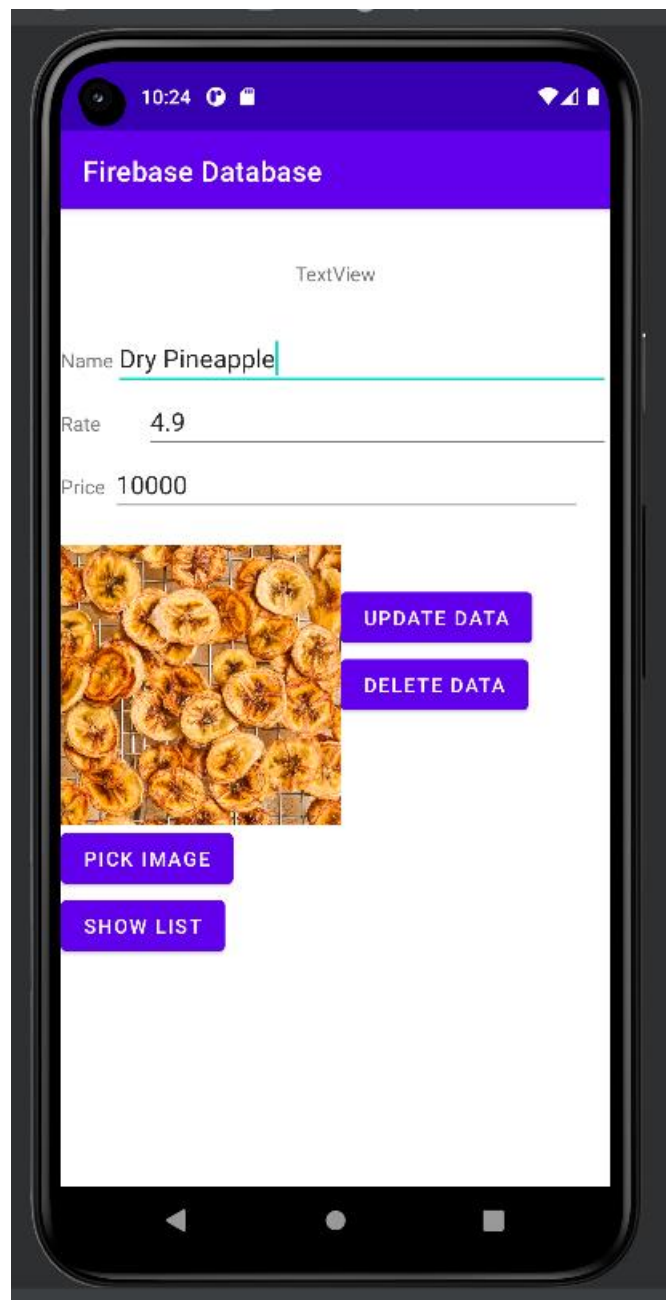 10:24
Firebase Database
TextView
Name Dry Pineapple
Rate 4.9
Price 10000
UPDATE DATA
DELETE DATA
PICK IMAGE
SHOW LIST